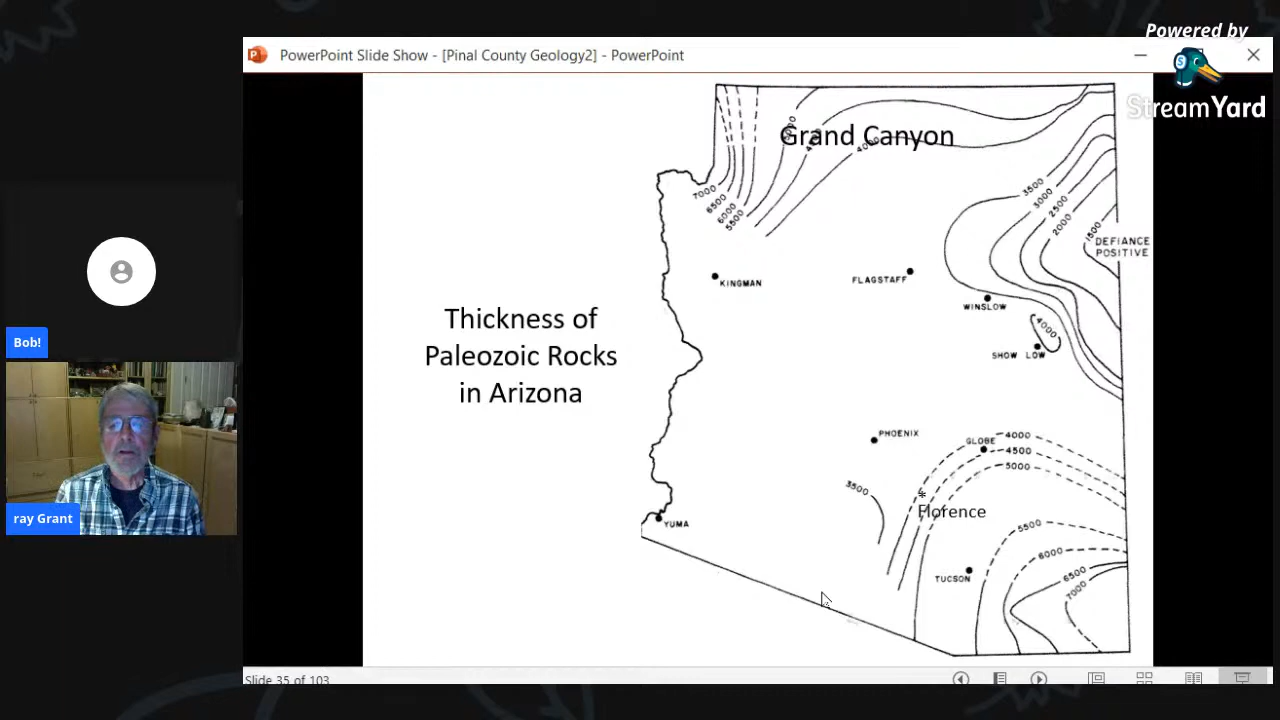 Powered by
StreamYard
PowerPoint Slide Show - [Pinal County Geology2] - PowerPoint
Grand Canyon
4000
7000
6500
6000
5500
3500
3000
2500
2000
1500
DEFIANCE
POSITIVE
KINGMAN
FLAGSTAFF
WINSLOW
4000
SHOW LOW
Thickness of
Paleozoic Rocks
in Arizona
PHOENIX
GLOBE
4000
4500
5000
3500
*
Florence
YUMA
5500
6000
6500
7000
TUCSON
Bob!
ray Grant
Slide 35 of 103